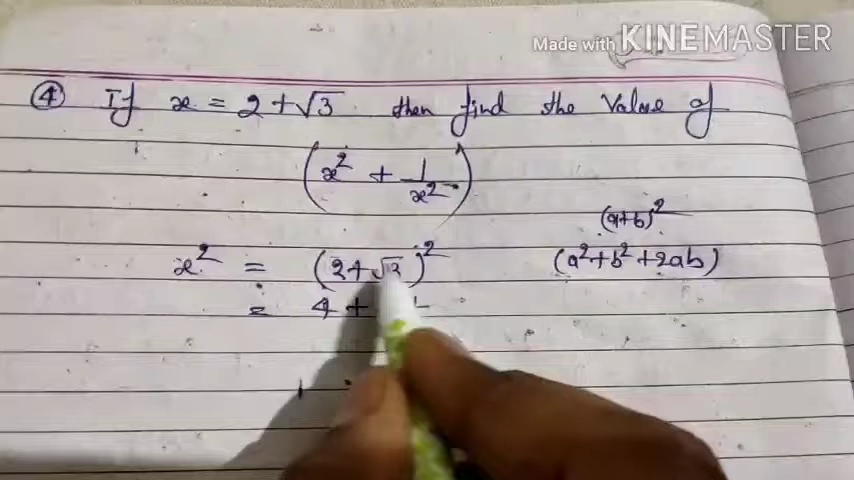 Made with KINEMASTER
④ If x = 2 + √3 then find the value of
(x² + 1/x²)
(a+b)²
x² = (2+√3)² (a²+b²+2ab)
= 4 + +